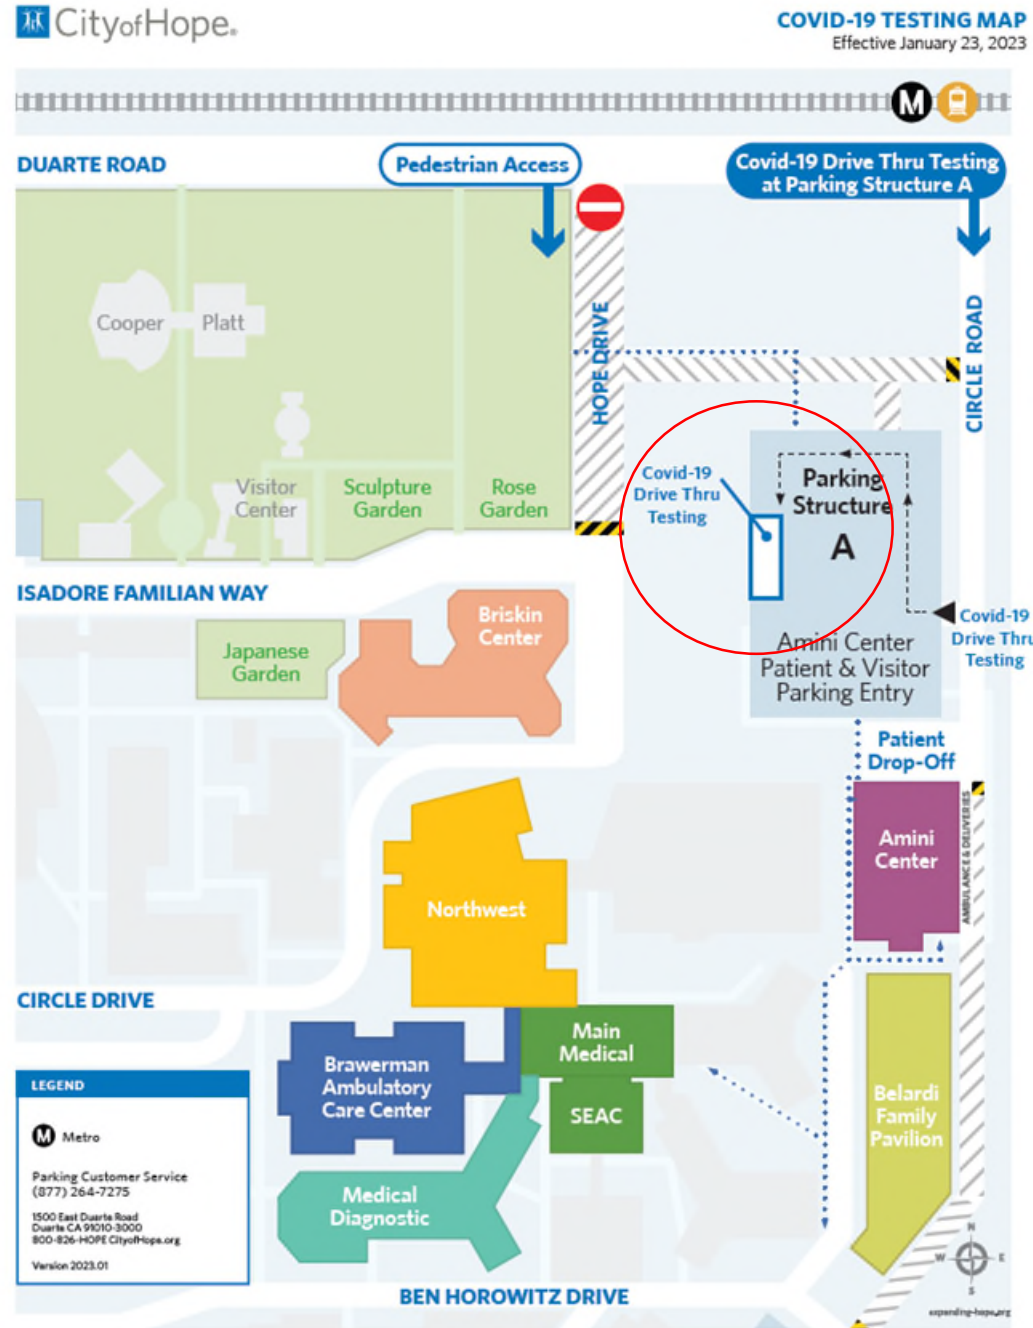 CityofHope.
COVID-19 TESTING MAP
Effective January 23, 2023
M
DUARTE ROAD
Pedestrian Access
Covid-19 Drive Thru Testing
at Parking Structure A
HOPE DRIVE
CIRCLE ROAD
Cooper
Platt
Visitor
Center
Sculpture
Garden
Rose
Garden
Covid-19
Drive Thru
Testing
Parking
Structure
A
Covid-19
Drive Thru
Testing
Amini Center
Patient & Visitor
Parking Entry
ISADORE FAMILIAN WAY
Japanese
Garden
Briskin
Center
Patient
Drop-Off
Amini
Center
AMBULANCE & DELIVERIES
Northwest
CIRCLE DRIVE
Main
Medical
Brawerman
Ambulatory
Care Center
SEAC
Belardi
Family
Pavilion
Medical
Diagnostic
LEGEND
M Metro
Parking Customer Service
(877) 264-7275
1500 East Duarte Road
Duarte CA 91010-3000
800-826-HOPE CityofHope.org
Version 2023.01
BEN HOROWITZ DRIVE
N
W
E
S
expending-hope.org